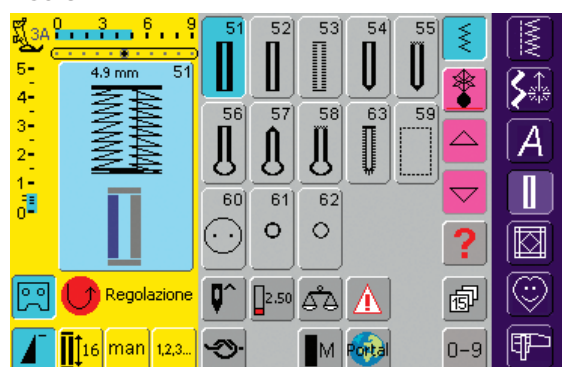 3A 0 3 6 9
5-
4-
3-
2-
1-
0
4.9 mm 51
51 52 53 54 55
56 57 58 63 59
60 61 62
A
?
Regolazione
2.50
!
15
16 man 1,2,3...
M Portal
0-9